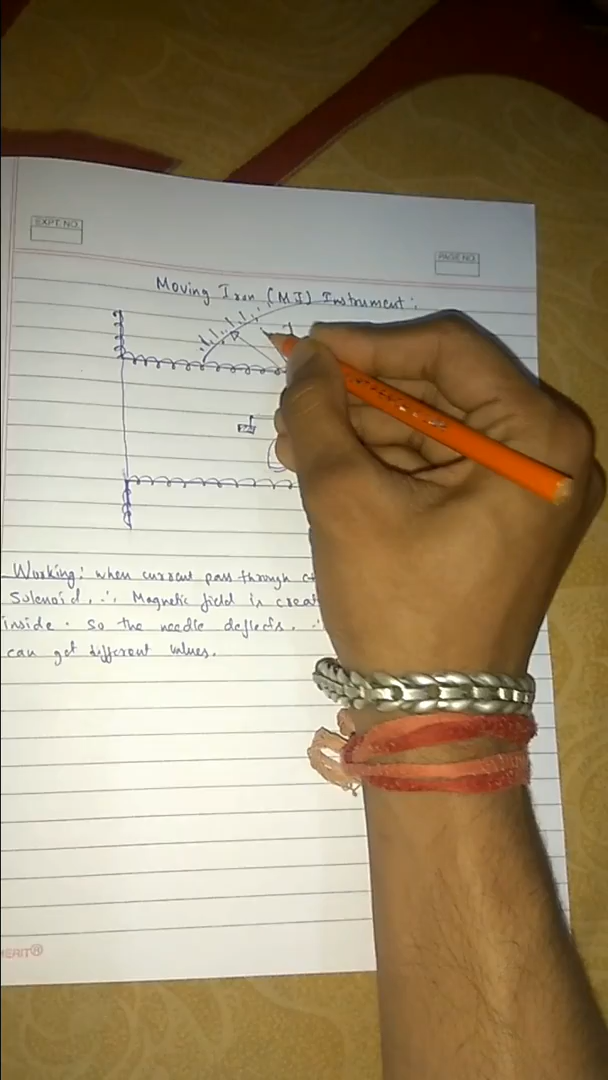 EXPT. NO.
PAGE NO.
Moving Iron (MI) Instrument:
Working: when current pass through
Solenoid. ∴ Magnetic field is creat
inside. So the needle deflects.
can get different values.
MERIT®